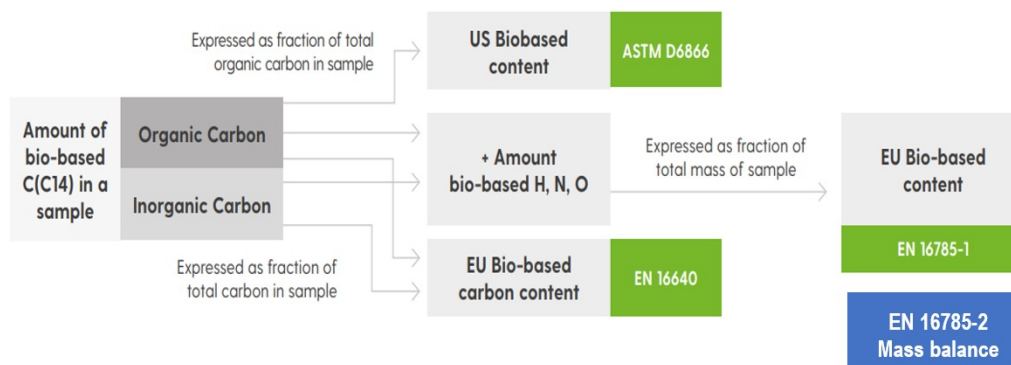 Expressed as fraction of total
organic carbon in sample
US Biobased
content
ASTM D6866
Amount of
bio-based
C(C14) in a
sample
Organic Carbon
Inorganic Carbon
+ Amount
bio-based H, N, O
Expressed as fraction of
total mass of sample
EU Bio-based
content
EN 16785-1
Expressed as fraction of
total carbon in sample
EU Bio-based
carbon content
EN 16640
EN 16785-2
Mass balance